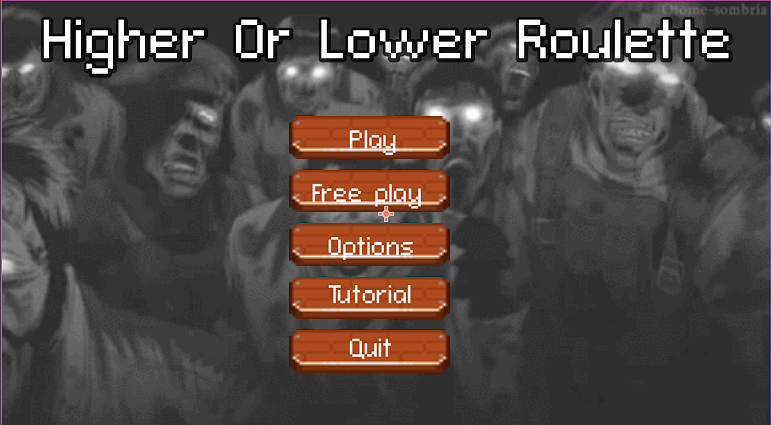 Otome-sombria
Higher Or Lower Roulette
Play
Free play
Options
Tutorial
Quit